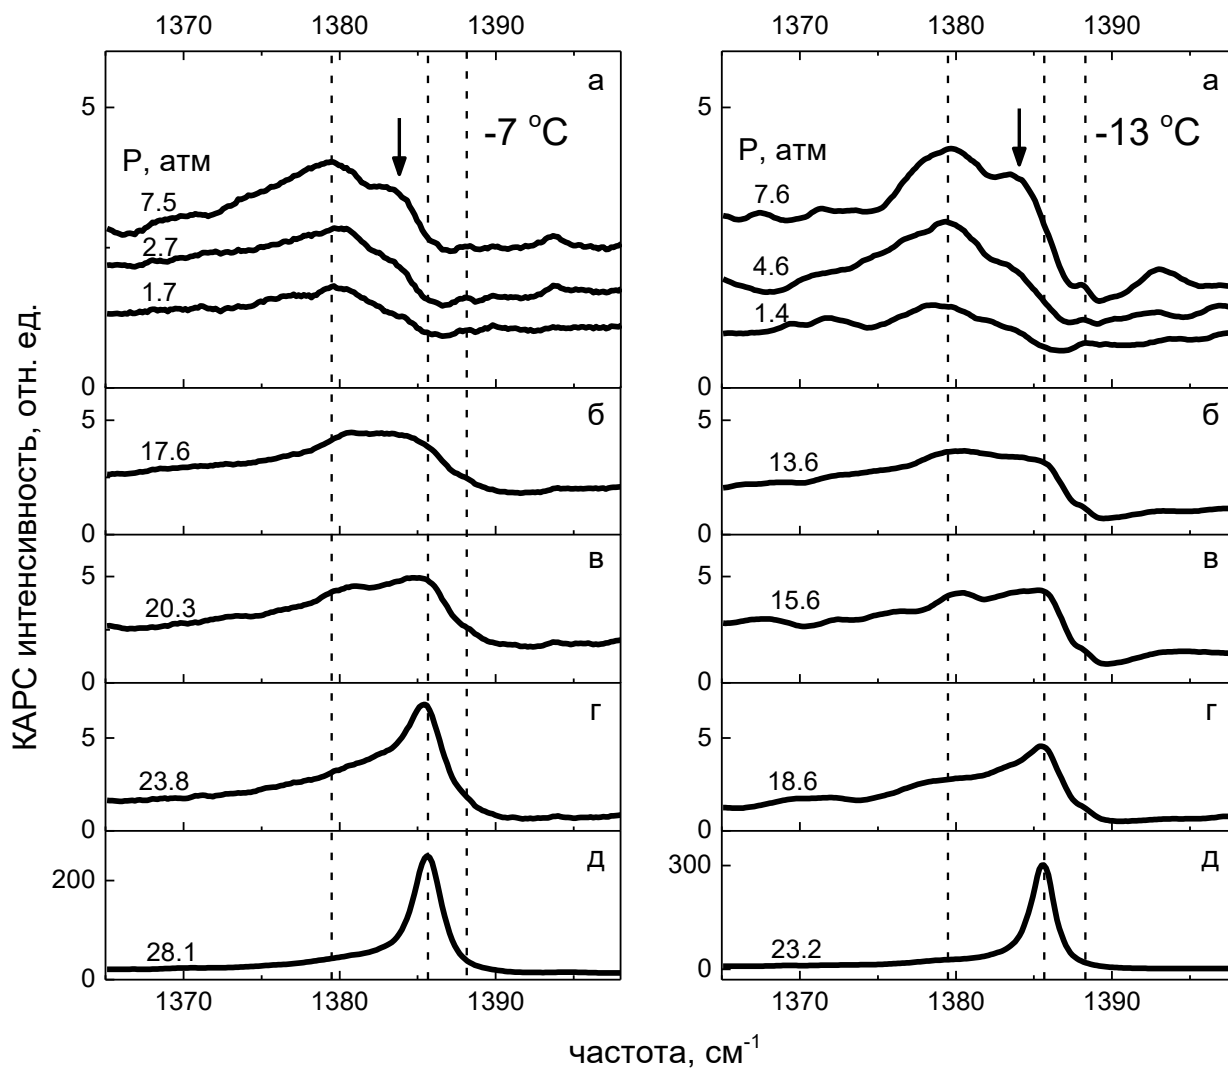 1370 1380 1390
1370 1380 1390
КАРС интенсивность, отн. ед.
а
5
-7 °C
Р, атм
7.5
2.7
1.7
0
б
5
17.6
0
в
5
20.3
0
г
5
23.8
0
д
200
28.1
0
1370 1380 1390
а
5
-13 °C
Р, атм
7.6
4.6
1.4
0
б
5
13.6
0
в
5
15.6
0
г
5
18.6
0
д
300
23.2
0
1370 1380 1390
частота, см-1